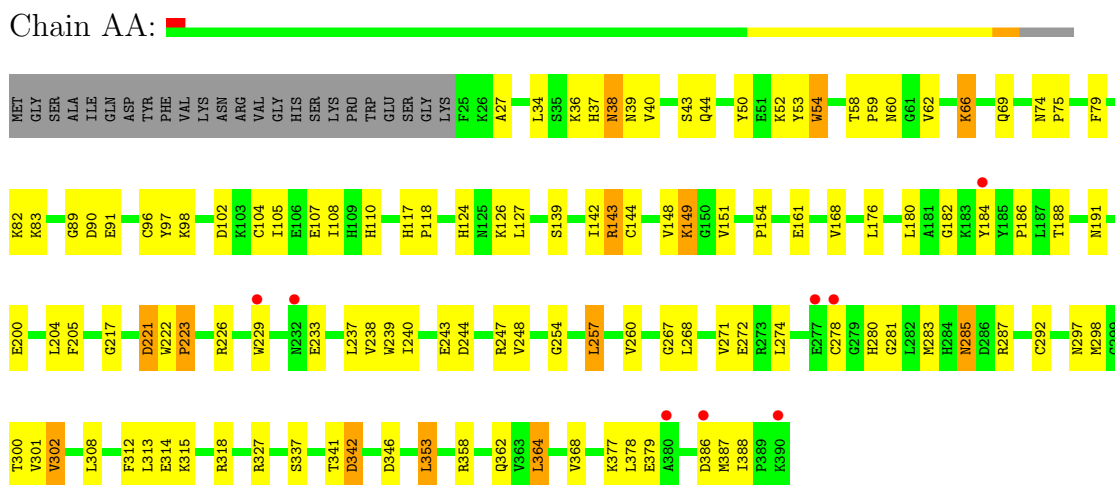 Chain AA:
MET GLY SER ALA ILE GLN ASP TYR PHE VAL LYS ASN ARG VAL GLY HIS SER LYS PRO TRP GLU SER GLY LYS F25 K26 A27 L34 S35 K36 H37 N38 N39 V40 S43 Q44 Y50 E51 K52 Y53 W54 T58 P59 N60 G61 V62 K66 Q69 N74 P75 F79
K82 K83 G89 D90 E91 C96 Y97 K98 D102 K103 C104 I105 E106 E107 I108 H109 H110 H117 P118 H124 N125 K126 L127 S139 I142 R143 C144 V148 K149 G150 V151 P154 E161 V168 L176 L180 A181 G182 K183 Y184 Y185 P186 L187 T188 N191
E200 L204 F205 G217 D221 W222 P223 R226 W229 N232 E233 L237 V238 W239 I240 E243 D244 R247 V248 G254 L257 V260 G267 L268 V271 E272 R273 L274 E277 C278 G279 H280 G281 L282 M283 H284 N285 D286 R287 C292 N297 M298 G299
T300 V301 V302 L308 F312 L313 E314 K315 R318 R327 S337 T341 D342 D346 L353 R358 Q362 V363 L364 V368 K377 L378 E379 A380 D386 M387 I388 P389 K390